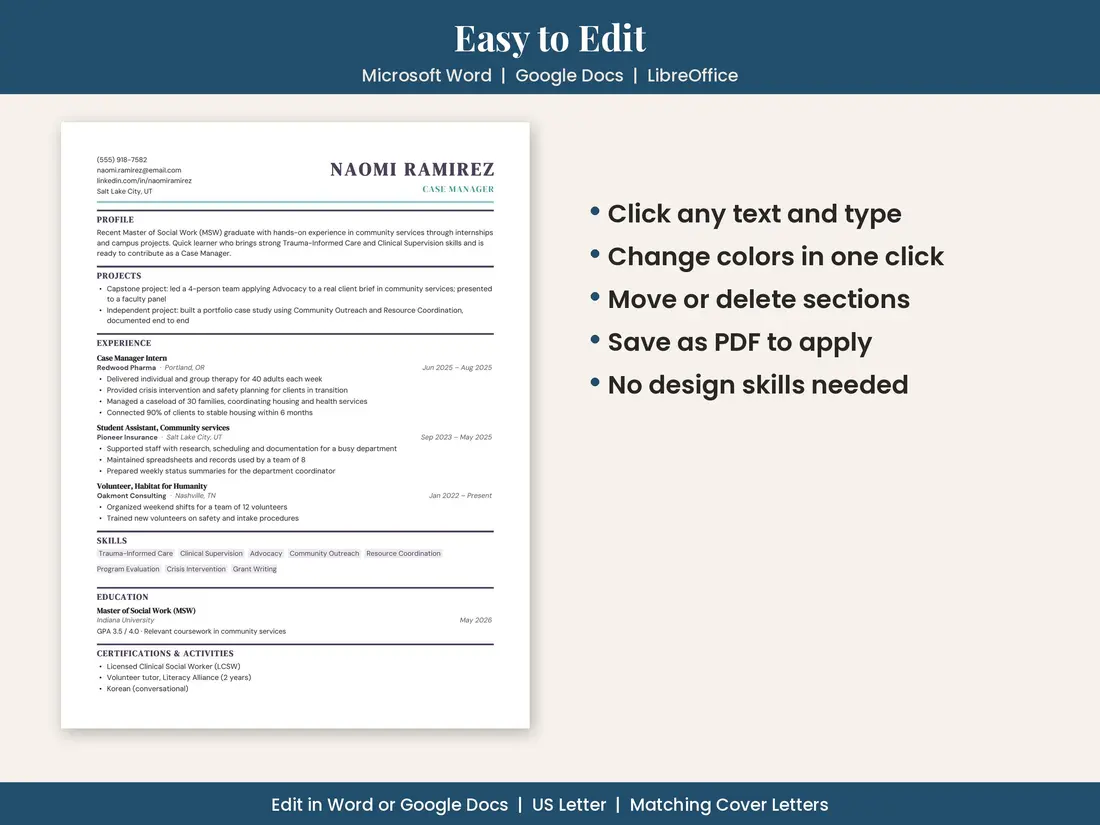 Easy to Edit
Microsoft Word | Google Docs | LibreOffice
(555) 918-7582
naomi.ramirez@email.com
linkedin.com/in/naomiramirez
Salt Lake City, UT
NAOMI RAMIREZ
CASE MANAGER
PROFILE
Recent Master of Social Work (MSW) graduate with hands-on experience in community services through internships
and campus projects. Quick learner who brings strong Trauma-Informed Care and Clinical Supervision skills and is
ready to contribute as a Case Manager.
PROJECTS
• Capstone project: led a 4-person team applying Advocacy to a real client brief in community services; presented
to a faculty panel
• Independent project: built a portfolio case study using Community Outreach and Resource Coordination,
documented end to end
EXPERIENCE
Case Manager Intern
Redwood Pharma · Portland, OR Jun 2025 – Aug 2025
• Delivered individual and group therapy for 40 adults each week
• Provided crisis intervention and safety planning for clients in transition
• Managed a caseload of 30 families, coordinating housing and health services
• Connected 90% of clients to stable housing within 6 months
Student Assistant, Community services
Pioneer Insurance · Salt Lake City, UT Sep 2023 – May 2025
• Supported staff with research, scheduling and documentation for a busy department
• Maintained spreadsheets and records used by a team of 8
• Prepared weekly status summaries for the department coordinator
Volunteer, Habitat for Humanity
Oakmont Consulting · Nashville, TN Jan 2022 – Present
• Organized weekend shifts for a team of 12 volunteers
• Trained new volunteers on safety and intake procedures
SKILLS
Trauma-Informed Care Clinical Supervision Advocacy Community Outreach Resource Coordination
Program Evaluation Crisis Intervention Grant Writing
EDUCATION
Master of Social Work (MSW)
Indiana University May 2026
GPA 3.5 / 4.0 · Relevant coursework in community services
CERTIFICATIONS & ACTIVITIES
• Licensed Clinical Social Worker (LCSW)
• Volunteer tutor, Literacy Alliance (2 years)
• Korean (conversational)
• Click any text and type
• Change colors in one click
• Move or delete sections
• Save as PDF to apply
• No design skills needed
Edit in Word or Google Docs | US Letter | Matching Cover Letters